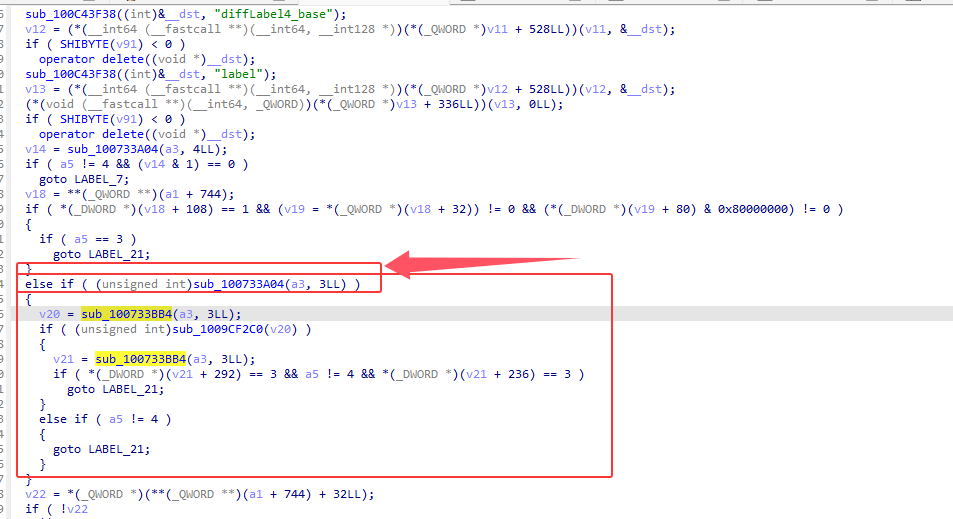 sub_100C43F38((int)&__dst, "diffLabel4_base");
v12 = (*(__int64 (__fastcall **)(__int64, __int128 *))(*(_QWORD *)v11 + 528LL))(v11, &__dst);
if ( SHIBYTE(v91) < 0 )
operator delete((void *)__dst);
sub_100C43F38((int)&__dst, "label");
v13 = (*(__int64 (__fastcall **)(__int64, __int128 *))(*(_QWORD *)v12 + 528LL))(v12, &__dst);
(*(void (__fastcall **)(__int64, _QWORD))(*(_QWORD *)v13 + 336LL))(v13, 0LL);
if ( SHIBYTE(v91) < 0 )
operator delete((void *)__dst);
v14 = sub_100733A04(a3, 4LL);
if ( a5 != 4 && (v14 & 1) == 0 )
goto LABEL_7;
v18 = **(_QWORD **)(a1 + 744);
if ( *(_DWORD *)(v18 + 108) == 1 && (v19 = *(_QWORD *)(v18 + 32)) != 0 && (*(_DWORD *)(v19 + 80) & 0x80000000) != 0 )
{
if ( a5 == 3 )
goto LABEL_21;
}
else if ( (unsigned int)sub_100733A04(a3, 3LL) )
{
v20 = sub_100733BB4(a3, 3LL);
if ( (unsigned int)sub_1009CF2C0(v20) )
{
v21 = sub_100733BB4(a3, 3LL);
if ( *(_DWORD *)(v21 + 292) == 3 && a5 != 4 && *(_DWORD *)(v21 + 236) == 3 )
goto LABEL_21;
}
else if ( a5 != 4 )
{
goto LABEL_21;
}
}
v22 = *(_QWORD *)(**(_QWORD **)(a1 + 744) + 32LL);
if ( !v22